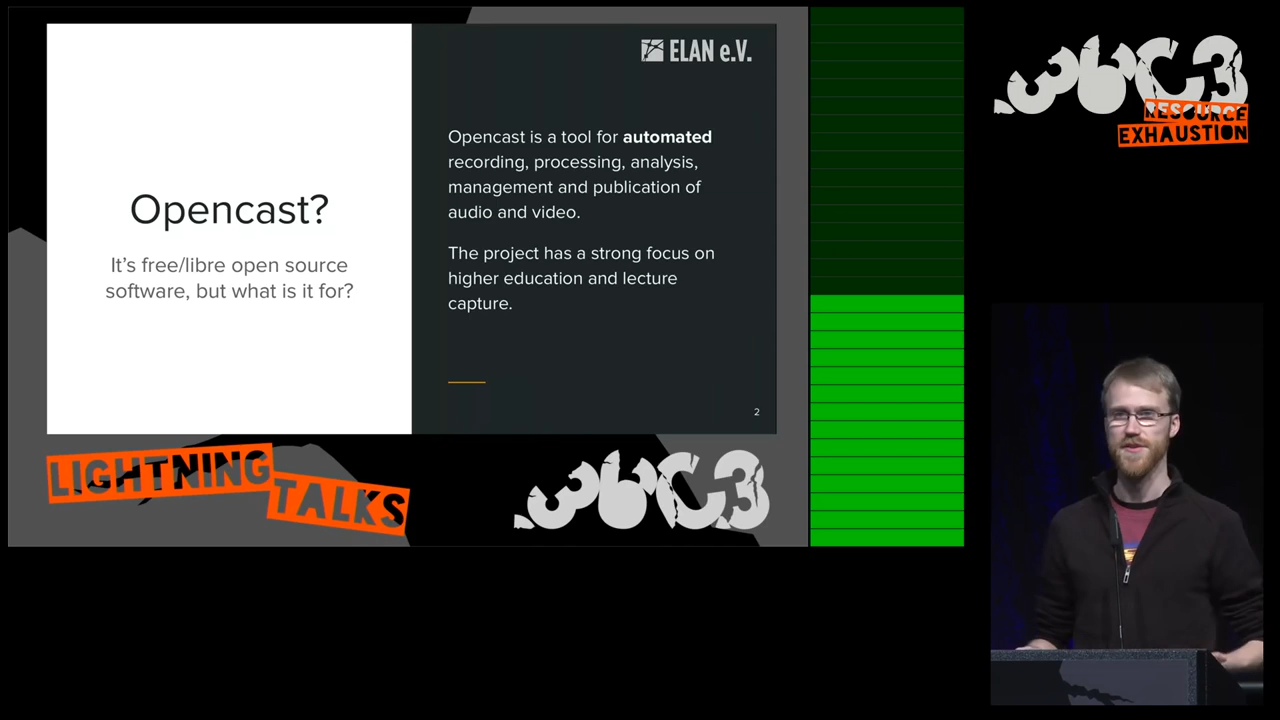 ELAN e.V.
Opencast?
It's free/libre open source
software, but what is it for?
Opencast is a tool for automated
recording, processing, analysis,
management and publication of
audio and video.
The project has a strong focus on
higher education and lecture
capture.
2
LIGHTNING
TALKS
36C3
36C3
RESOURCE
EXHAUSTION